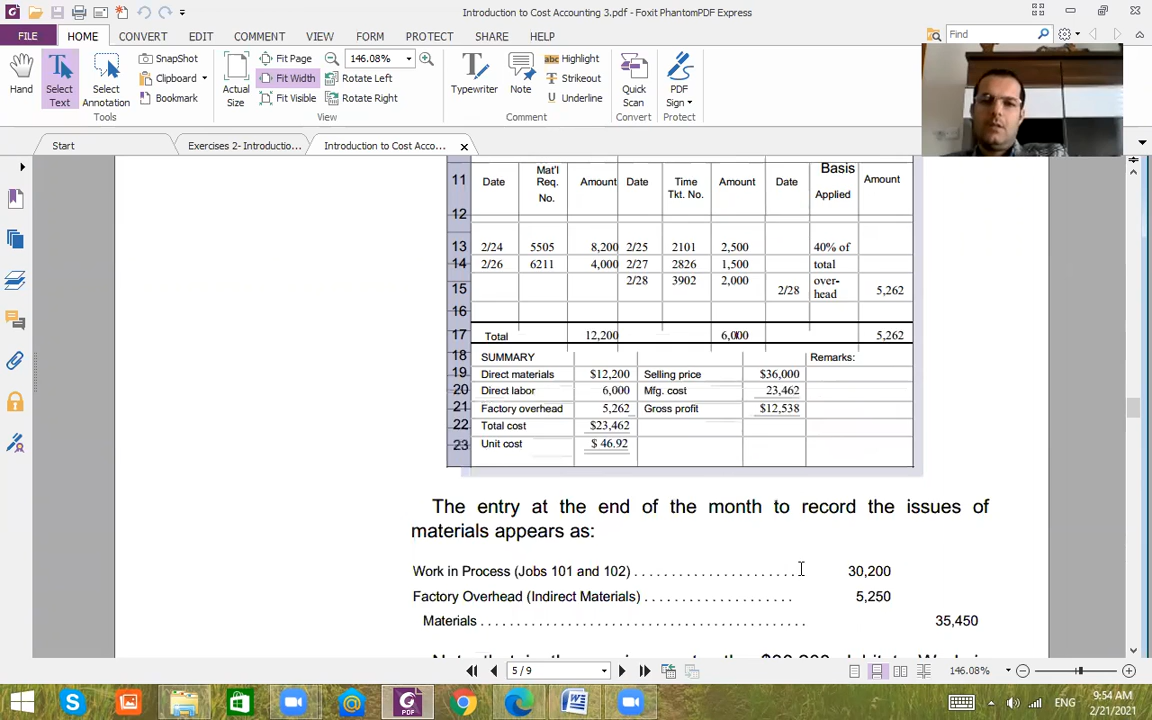 Introduction to Cost Accounting 3.pdf - Foxit PhantomPDF Express
FILE HOME CONVERT EDIT COMMENT VIEW FORM PROTECT SHARE HELP Find
Hand
Select Text
Select Annotation
SnapShot
Clipboard
Bookmark
Tools
Actual Size
Fit Page
Fit Width
Fit Visible
146.08%
Rotate Left
Rotate Right
View
Typewriter
Note
Highlight
Strikeout
Underline
Comment
Quick Scan
Convert
PDF Sign
Protect
Start Exercises 2- Introductio... Introduction to Cost Acco...
11 Date Mat'l Req. No. Amount Date Time Tkt. No. Amount Date Basis Applied Amount
12
13 2/24 5505 8,200 2/25 2101 2,500 40% of
14 2/26 6211 4,000 2/27 2826 1,500 total
15 2/28 3902 2,000 2/28 over-head 5,262
16
17 Total 12,200 6,000 5,262
18 SUMMARY Remarks:
19 Direct materials $12,200 Selling price $36,000
20 Direct labor 6,000 Mfg. cost 23,462
21 Factory overhead 5,262 Gross profit $12,538
22 Total cost $23,462
23 Unit cost $ 46.92
The entry at the end of the month to record the issues of
materials appears as:
Work in Process (Jobs 101 and 102) . . . . . . . . . . . . . . . . . . . . . . 30,200
Factory Overhead (Indirect Materials) . . . . . . . . . . . . . . . . . . . . 5,250
Materials . . . . . . . . . . . . . . . . . . . . . . . . . . . . . . . . . . . . . . . . . . . . 35,450
5 / 9 146.08%
ENG 9:54 AM
2/21/2021